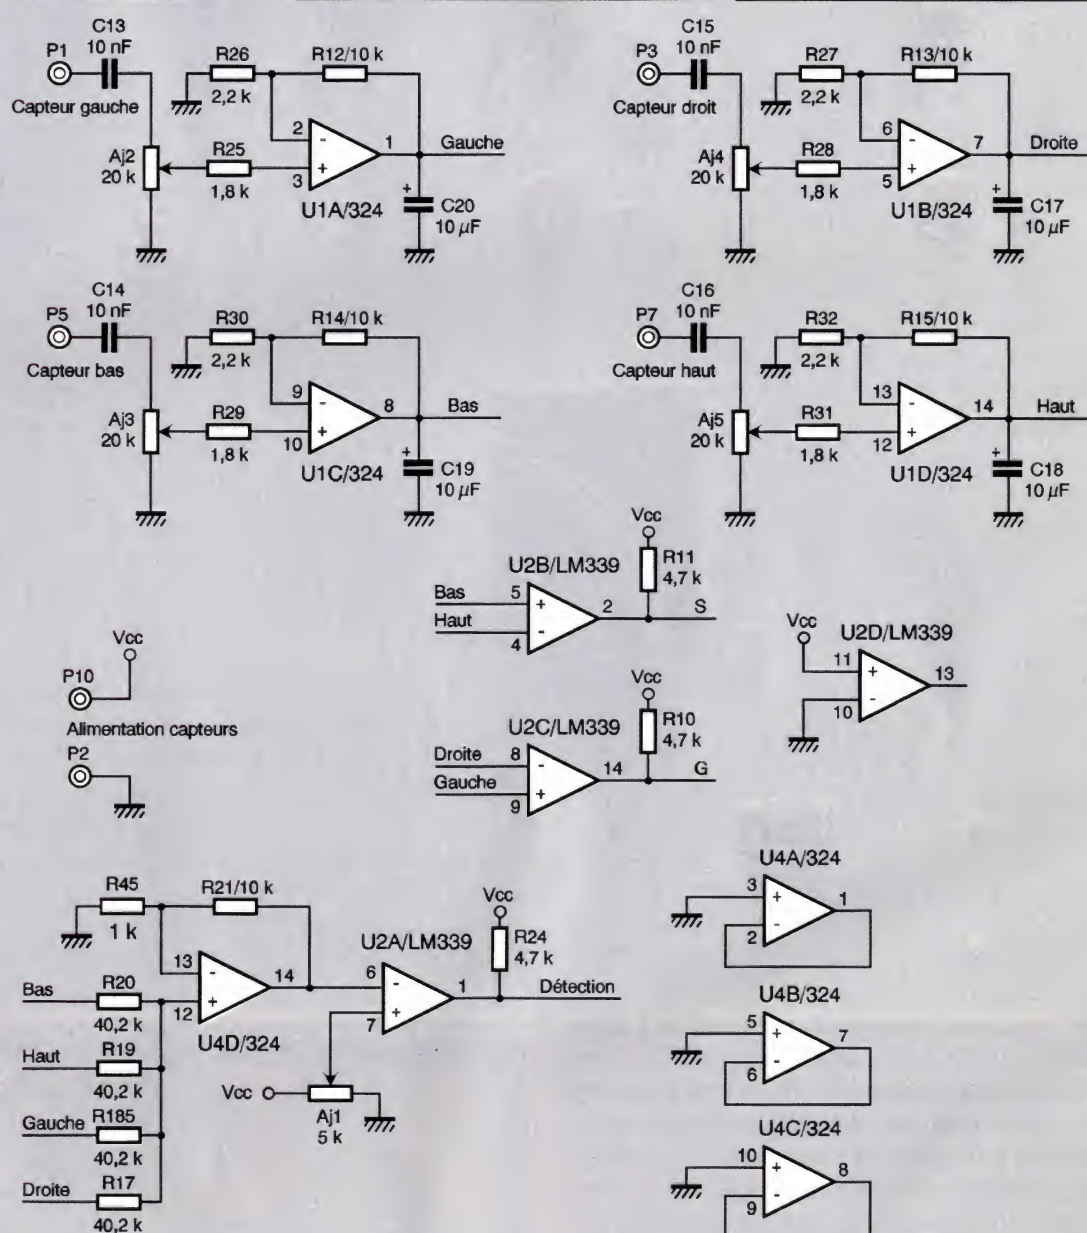 C13
10 nF
P1
Capteur gauche
R26
2,2 k
R12/10 k
2
-
1
Gauche
Aj2
20 k
R25
1,8 k
+
3
U1A/324
+
C20
10 µF
C15
10 nF
P3
Capteur droit
R27
2,2 k
R13/10 k
6
-
7
Droite
Aj4
20 k
R28
1,8 k
+
5
U1B/324
+
C17
10 µF
C14
10 nF
P5
Capteur bas
R30
2,2 k
R14/10 k
9
-
8
Bas
Aj3
20 k
R29
1,8 k
+
10
U1C/324
+
C19
10 µF
C16
10 nF
P7
Capteur haut
R32
2,2 k
R15/10 k
13
-
14
Haut
Aj5
20 k
R31
1,8 k
+
12
U1D/324
+
C18
10 µF
Vcc
R11
4,7 k
U2B/LM339
Bas
5
+
2
S
Haut
-
4
Vcc
U2D/LM339
11
+
13
-
10
Vcc
P10
Alimentation capteurs
P2
Vcc
R10
4,7 k
U2C/LM339
Droite
8
-
14
G
Gauche
+
9
R45
1 k
R21/10 k
13
-
14
+
12
U4D/324
Bas
R20
40,2 k
Haut
R19
40,2 k
Gauche
R185
40,2 k
Droite
R17
40,2 k
U2A/LM339
6
-
1
+
7
Vcc
R24
4,7 k
Détection
Vcc
Aj1
5 k
U4A/324
3
+
1
-
2
U4B/324
5
+
7
-
6
U4C/324
10
+
8
-
9